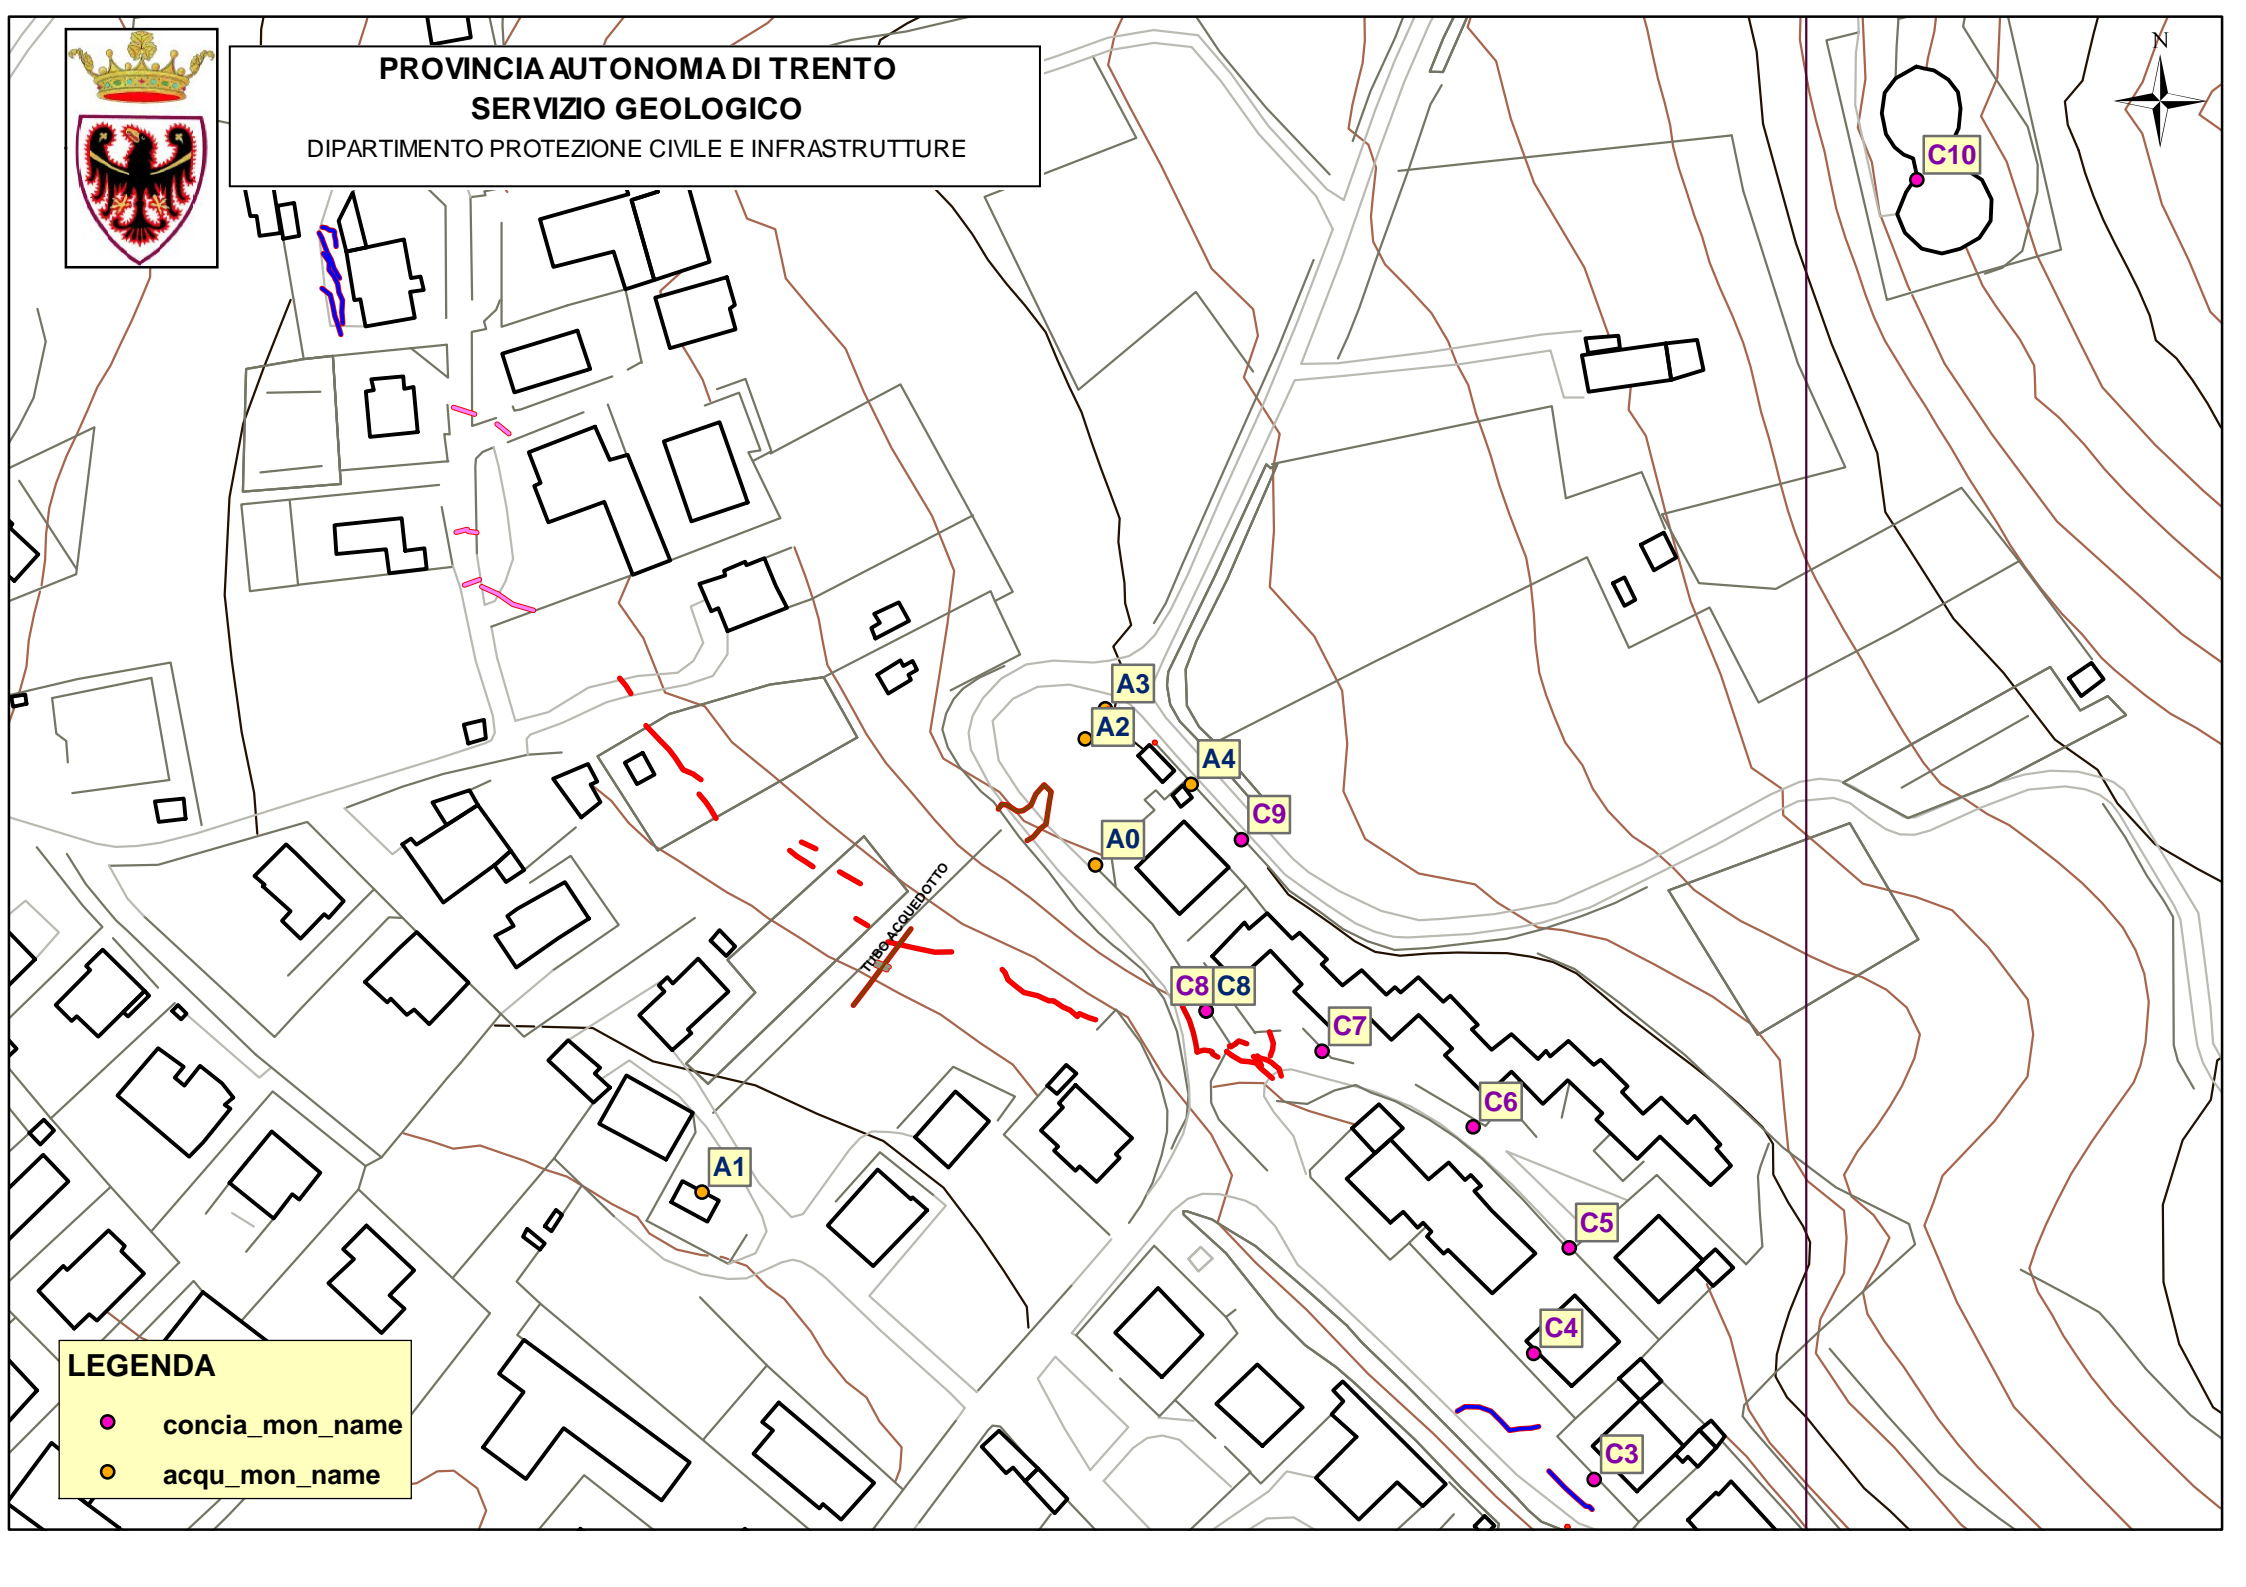 PROVINCIA AUTONOMA DI TRENTO
SERVIZIO GEOLOGICO
DIPARTIMENTO PROTEZIONE CIVILE E INFRASTRUTTURE
N
C10
A3
A2
A4
C9
A0
TUBO ACQUEDOTTO
C8 C8
C7
C6
A1
C5
C4
C3
LEGENDA
concia_mon_name
acqu_mon_name